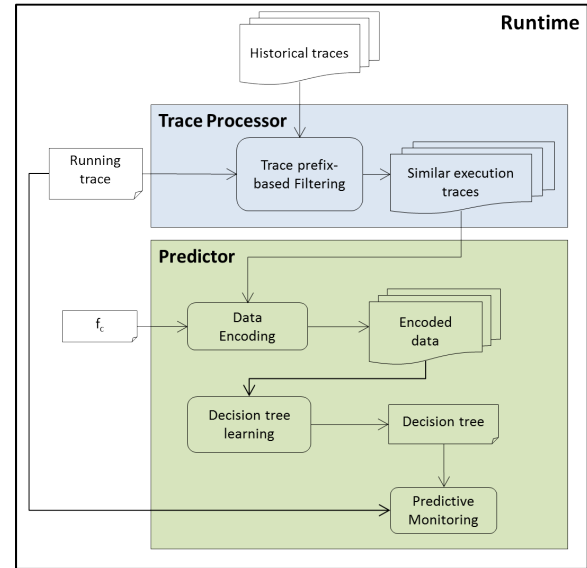 Runtime
Historical traces
Trace Processor
Running
trace
Trace prefix-
based Filtering
Similar execution
traces
Predictor
fc
Data
Encoding
Encoded
data
Decision tree
learning
Decision tree
Predictive
Monitoring